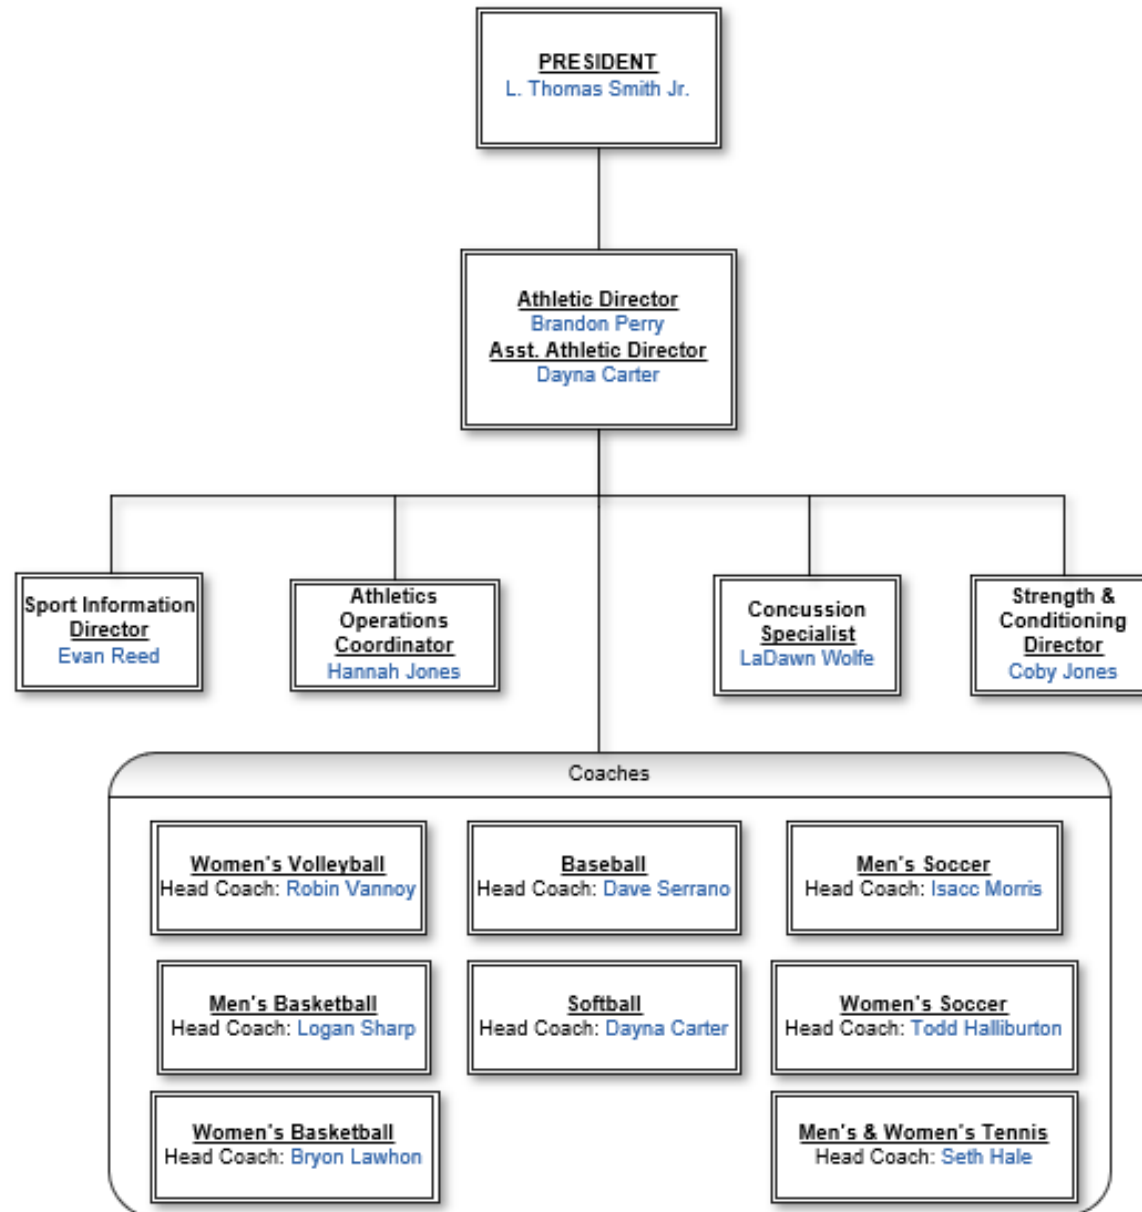 PRESIDENT
L. Thomas Smith Jr.
Athletic Director
Brandon Perry
Asst. Athletic Director
Dayna Carter
Sport Information
Director
Evan Reed
Athletics
Operations
Coordinator
Hannah Jones
Concussion
Specialist
LaDawn Wolfe
Strength &
Conditioning
Director
Coby Jones
Coaches
Women's Volleyball
Head Coach: Robin Vannoy
Baseball
Head Coach: Dave Serrano
Men's Soccer
Head Coach: Isacc Morris
Men's Basketball
Head Coach: Logan Sharp
Softball
Head Coach: Dayna Carter
Women's Soccer
Head Coach: Todd Halliburton
Women's Basketball
Head Coach: Bryon Lawhon
Men's & Women's Tennis
Head Coach: Seth Hale